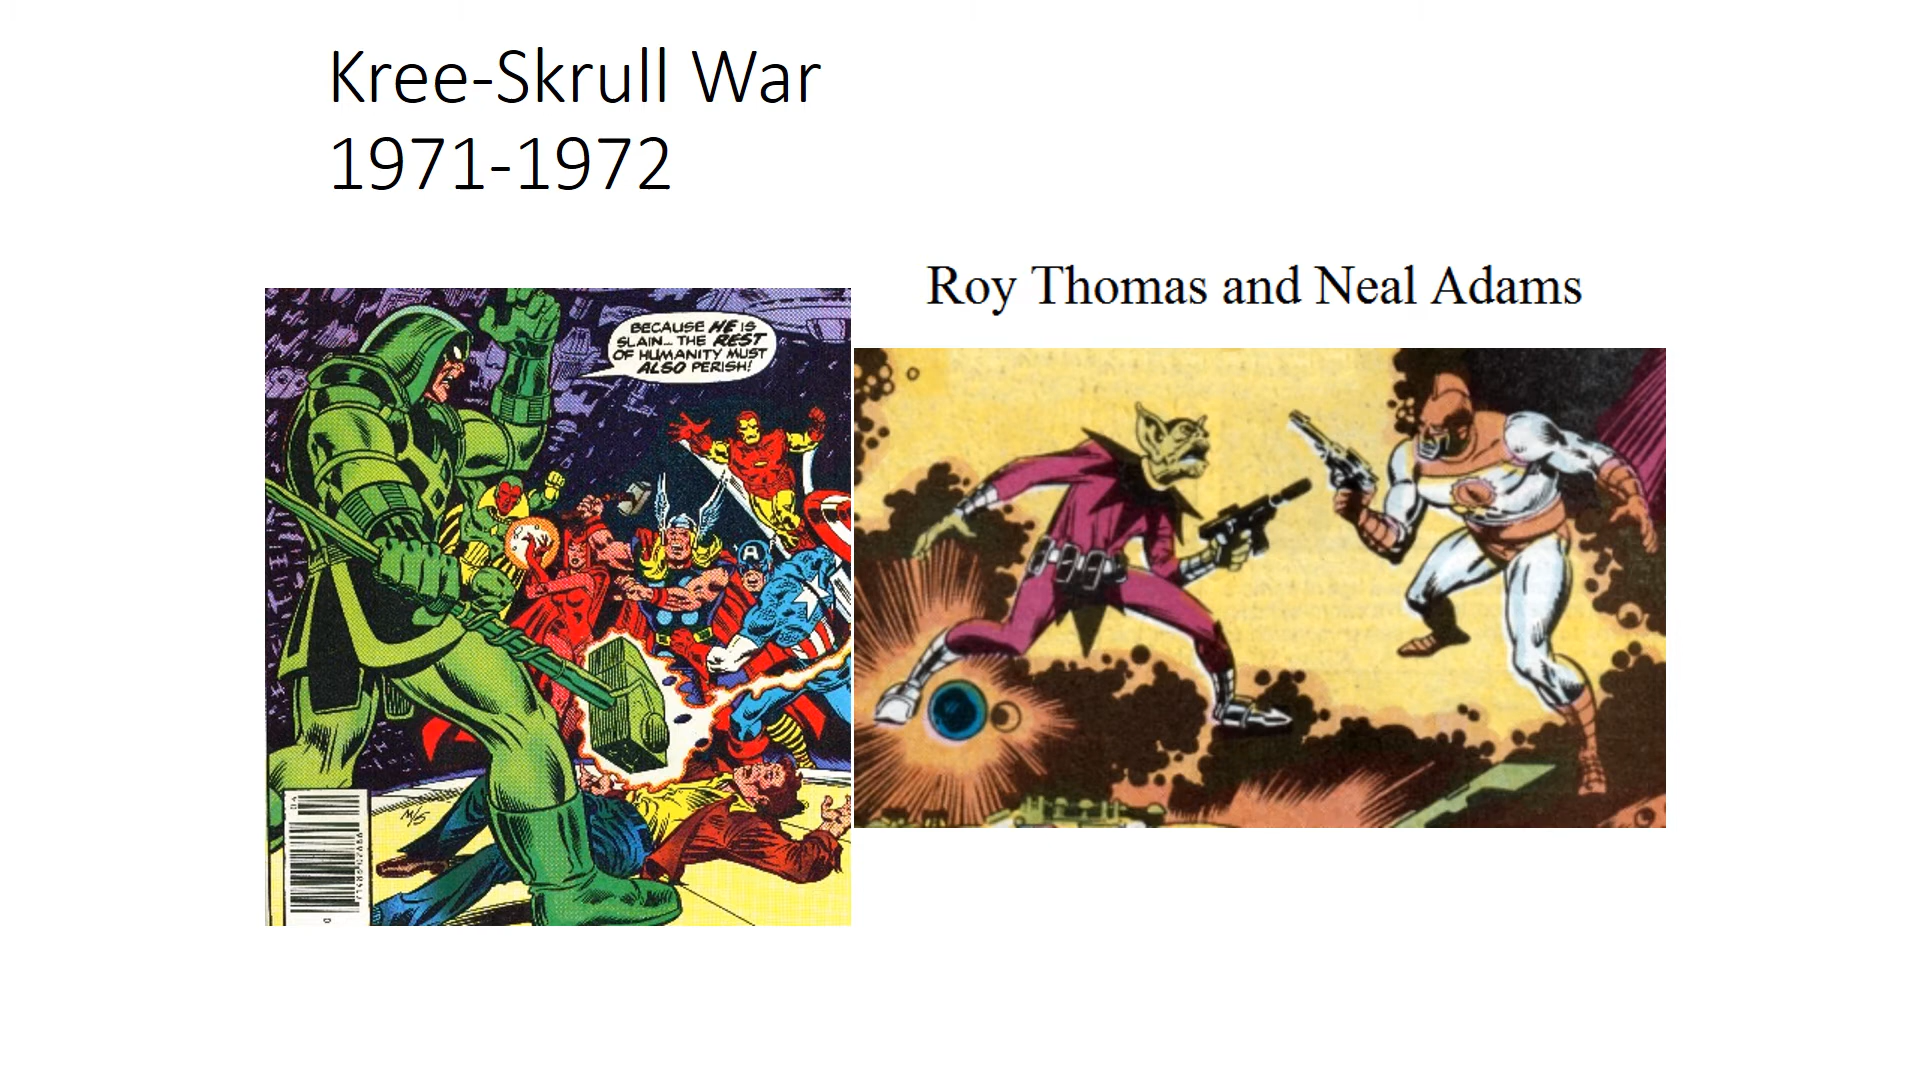 Kree-Skrull War
1971-1972
Roy Thomas and Neal Adams
BECAUSE HE IS
SLAIN... THE REST
OF HUMANITY MUST
ALSO PERISH!
A
M/S